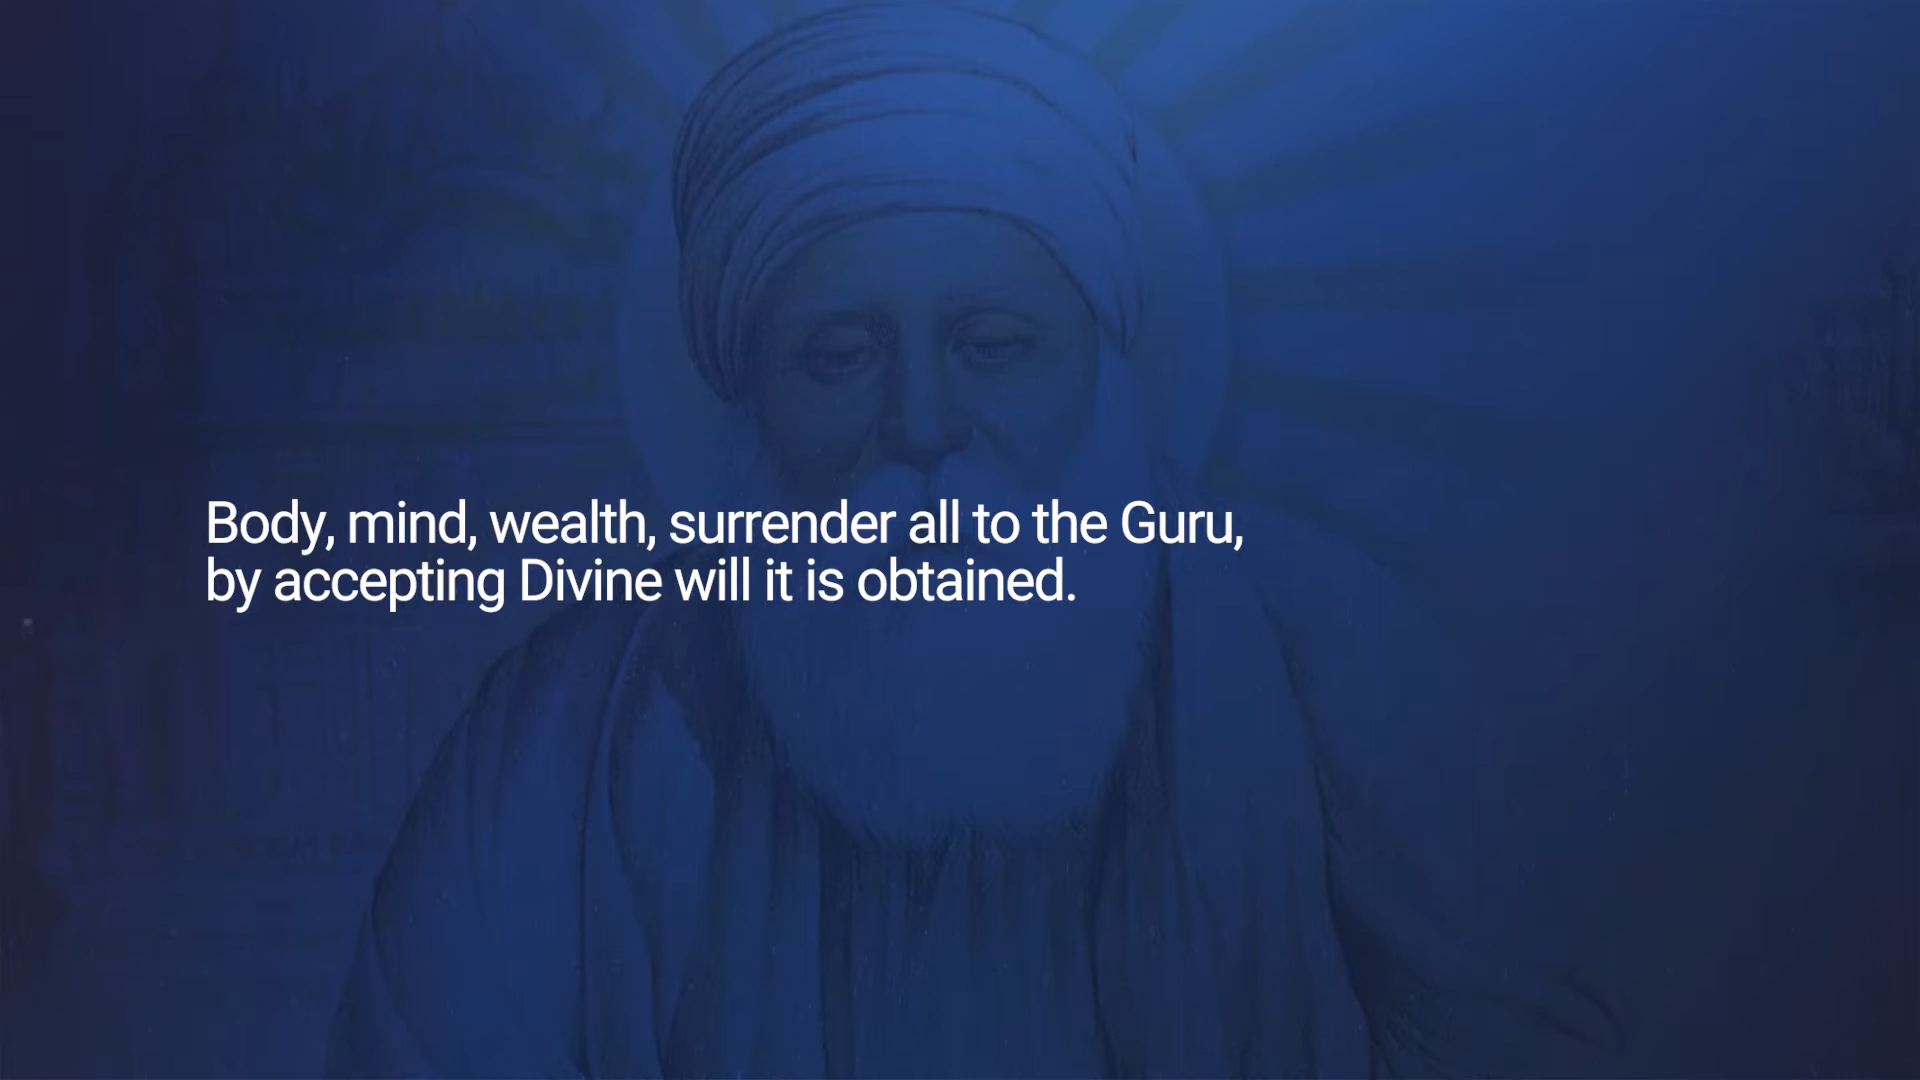 Body, mind, wealth, surrender all to the Guru,
by accepting Divine will it is obtained.